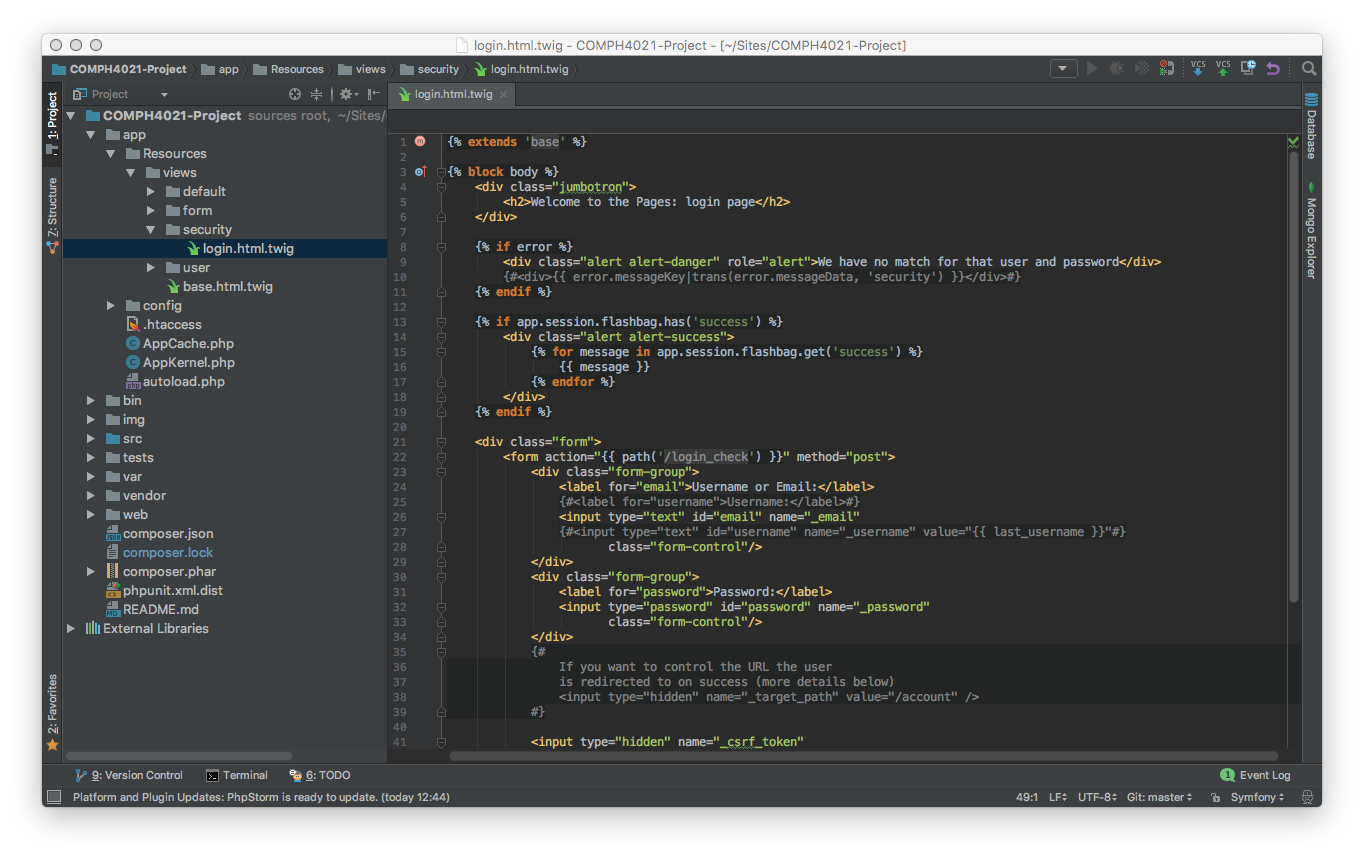 login.html.twig - COMPH4021-Project - [~/Sites/COMPH4021-Project]
COMPH4021-Project app Resources views security login.html.twig
VCS VCS
Project
login.html.twig
1: Project
Z: Structure
2: Favorites
COMPH4021-Project sources root, ~/Sites/
app
Resources
views
default
form
security
login.html.twig
user
base.html.twig
config
.htaccess
AppCache.php
AppKernel.php
autoload.php
bin
img
src
tests
var
vendor
web
composer.json
composer.lock
composer.phar
phpunit.xml.dist
README.md
External Libraries
1 {% extends 'base' %}
2
3 {% block body %}
4 <div class="jumbotron">
5 <h2>Welcome to the Pages: login page</h2>
6 </div>
7
8 {% if error %}
9 <div class="alert alert-danger" role="alert">We have no match for that user and password</div>
10 {#<div>{{ error.messageKey|trans(error.messageData, 'security') }}</div>#}
11 {% endif %}
12
13 {% if app.session.flashbag.has('success') %}
14 <div class="alert alert-success">
15 {% for message in app.session.flashbag.get('success') %}
16 {{ message }}
17 {% endfor %}
18 </div>
19 {% endif %}
20
21 <div class="form">
22 <form action="{{ path('/login_check') }}" method="post">
23 <div class="form-group">
24 <label for="email">Username or Email:</label>
25 {#<label for="username">Username:</label>#}
26 <input type="text" id="email" name="_email"
27 {#<input type="text" id="username" name="_username" value="{{ last_username }}"#}
28 class="form-control"/>
29 </div>
30 <div class="form-group">
31 <label for="password">Password:</label>
32 <input type="password" id="password" name="_password"
33 class="form-control"/>
34 </div>
35 {#
36 If you want to control the URL the user
37 is redirected to on success (more details below)
38 <input type="hidden" name="_target_path" value="/account" />
39 #}
40
41 <input type="hidden" name="_csrf_token"
Database
Mongo Explorer
9: Version Control Terminal 6: TODO
1 Event Log
Platform and Plugin Updates: PhpStorm is ready to update. (today 12:44)
49:1 LF UTF-8 Git: master Symfony